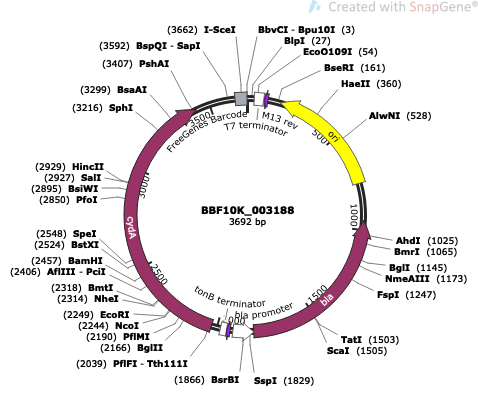 Created with SnapGene®
(3662) I-SceI
(3592) BspQI - SapI
(3407) PshAI
(3299) BsaAI
(3216) SphI
(2929) HincII
(2927) SalI
(2895) BsiWI
(2850) PfoI
(2548) SpeI
(2524) BstXI
(2457) BamHI
(2406) AflIII - PciI
(2318) BmtI
(2314) NheI
(2249) EcoRI
(2244) NcoI
(2190) PflMI
(2166) BglII
(2039) PflFI - Tth111I
(1866) BsrBI
SspI (1829)
BbvCI - Bpu10I (3)
BlpI (27)
EcoO109I (54)
BseRI (161)
HaeII (360)
AlwNI (528)
AhdI (1025)
BmrI (1065)
BglI (1145)
NmeAIII (1173)
FspI (1247)
TatI (1503)
ScaI (1505)
BBF10K_003188
3692 bp
FreeGenes Barcode
T7 terminator
M13 rev
ori
bla
bla promoter
tonB terminator
cydA
500
1000
1500
2500
3000
3500